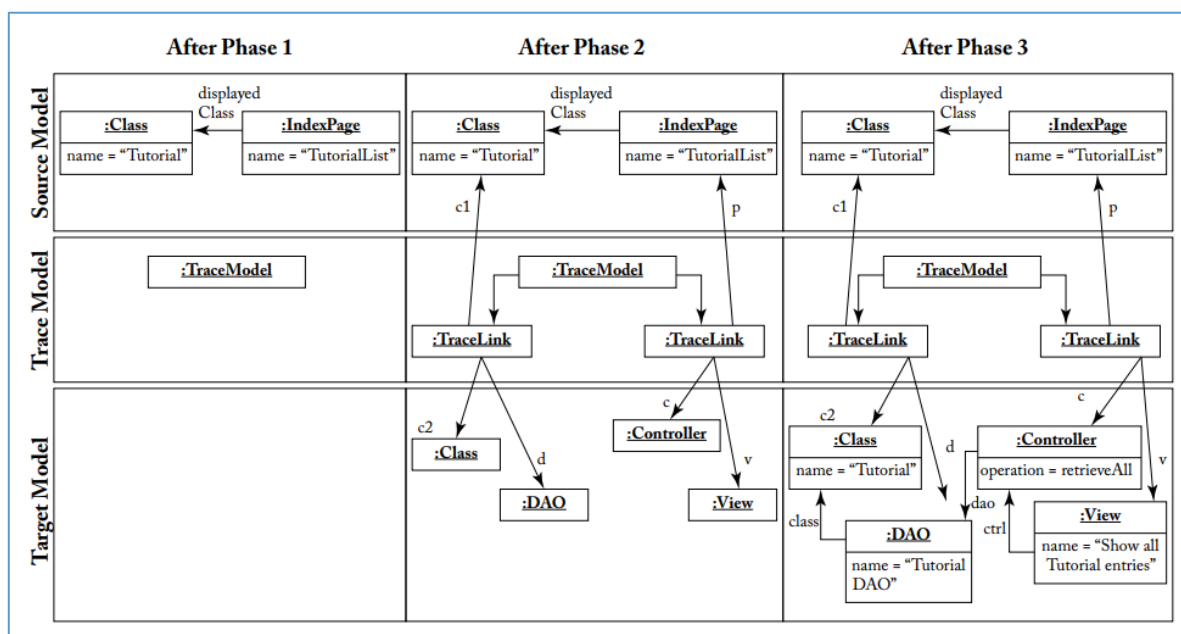 After Phase 1
After Phase 2
After Phase 3
Source Model
displayed
Class
:Class
name = “Tutorial”
:IndexPage
name = “TutorialList”
displayed
Class
:Class
name = “Tutorial”
:IndexPage
name = “TutorialList”
c1
p
displayed
Class
:Class
name = “Tutorial”
:IndexPage
name = “TutorialList”
c1
p
Trace Model
:TraceModel
:TraceModel
:TraceLink
:TraceLink
:TraceModel
:TraceLink
:TraceLink
Target Model
c2
:Class
d
:DAO
c
:Controller
v
:View
c2
:Class
name = “Tutorial”
class
d
:DAO
name = “Tutorial
DAO”
dao
c
:Controller
operation = retrieveAll
ctrl
v
:View
name = “Show all
Tutorial entries”